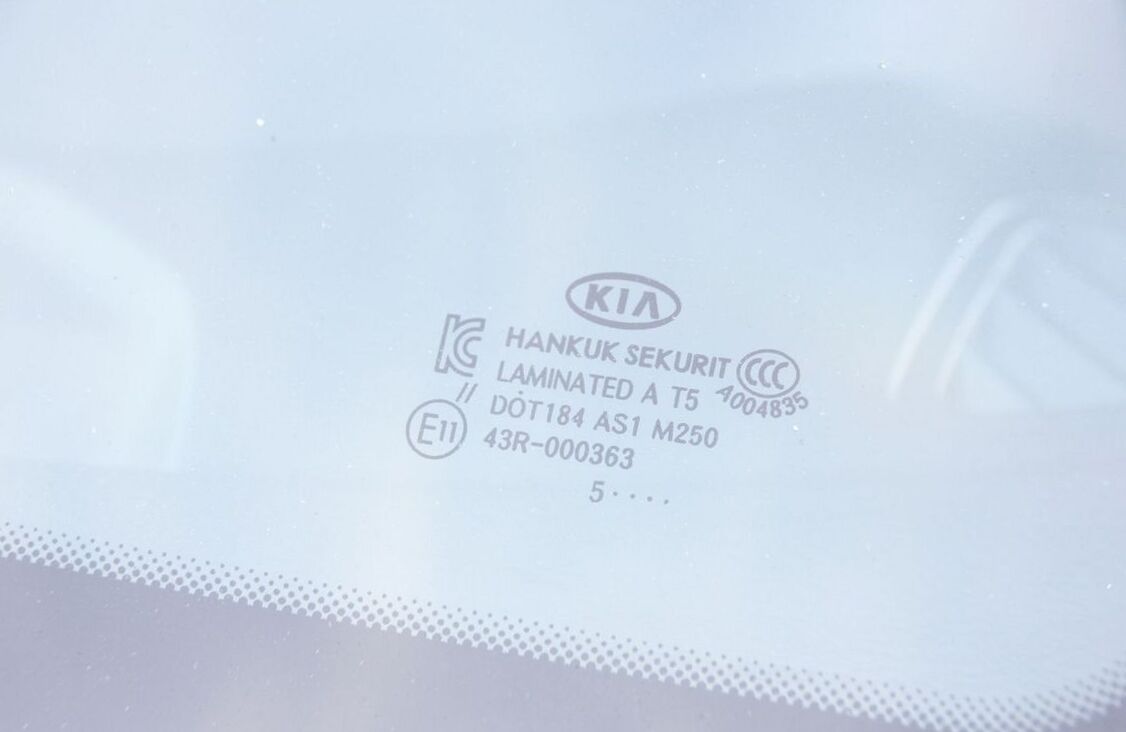 KIA
HANKUK SEKURIT
CCC
LAMINATED A T5
A004835
DOT184 AS1 M250
E11
43R-000363
5....